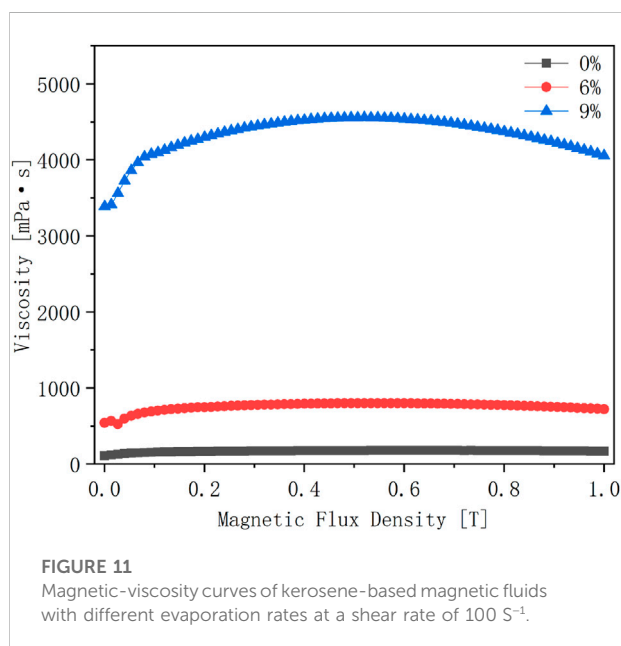 0%
6%
9%
5000
4000
3000
2000
1000
0
Viscosity [mPa•s]
0.0 0.2 0.4 0.6 0.8 1.0
Magnetic Flux Density [T]
FIGURE 11
Magnetic-viscosity curves of kerosene-based magnetic fluids
with different evaporation rates at a shear rate of 100 S⁻¹.